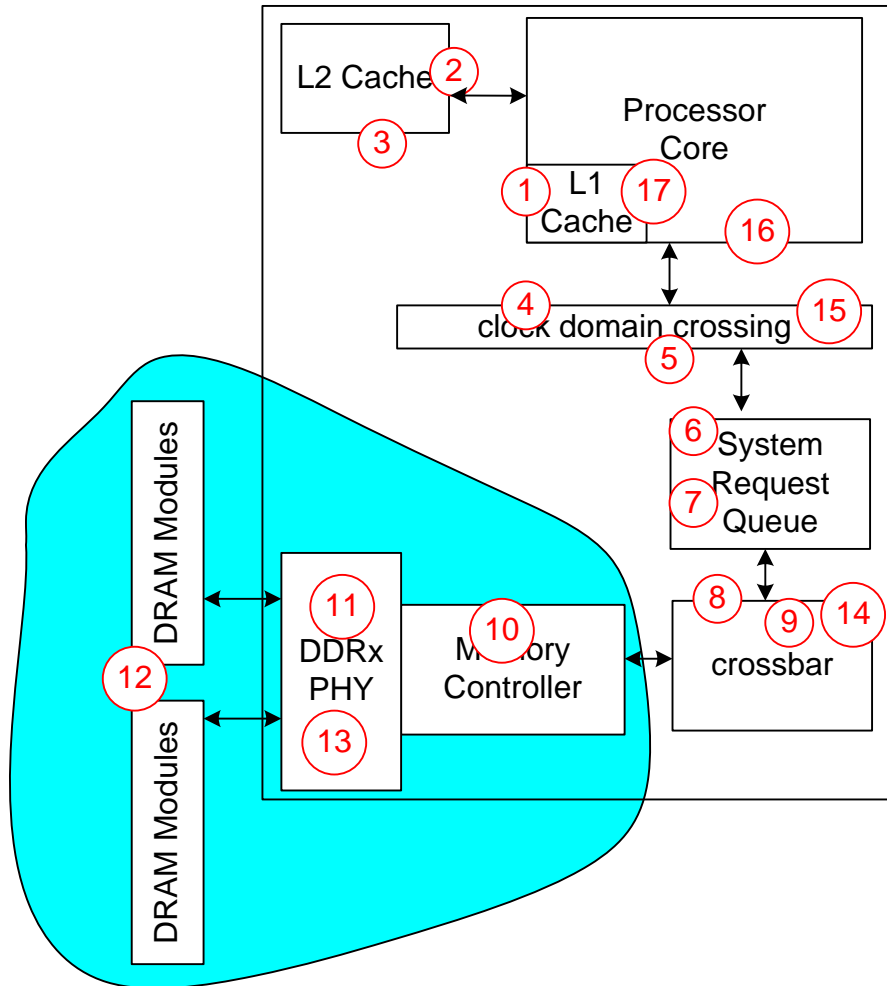 L2 Cache
2
3
Processor
Core
1
L1
Cache
17
16
4
clock domain crossing
15
5
6
System
7
Request
Queue
8
9
14
crossbar
10
Memory
Controller
11
DDRx
PHY
13
DRAM Modules
12
DRAM Modules